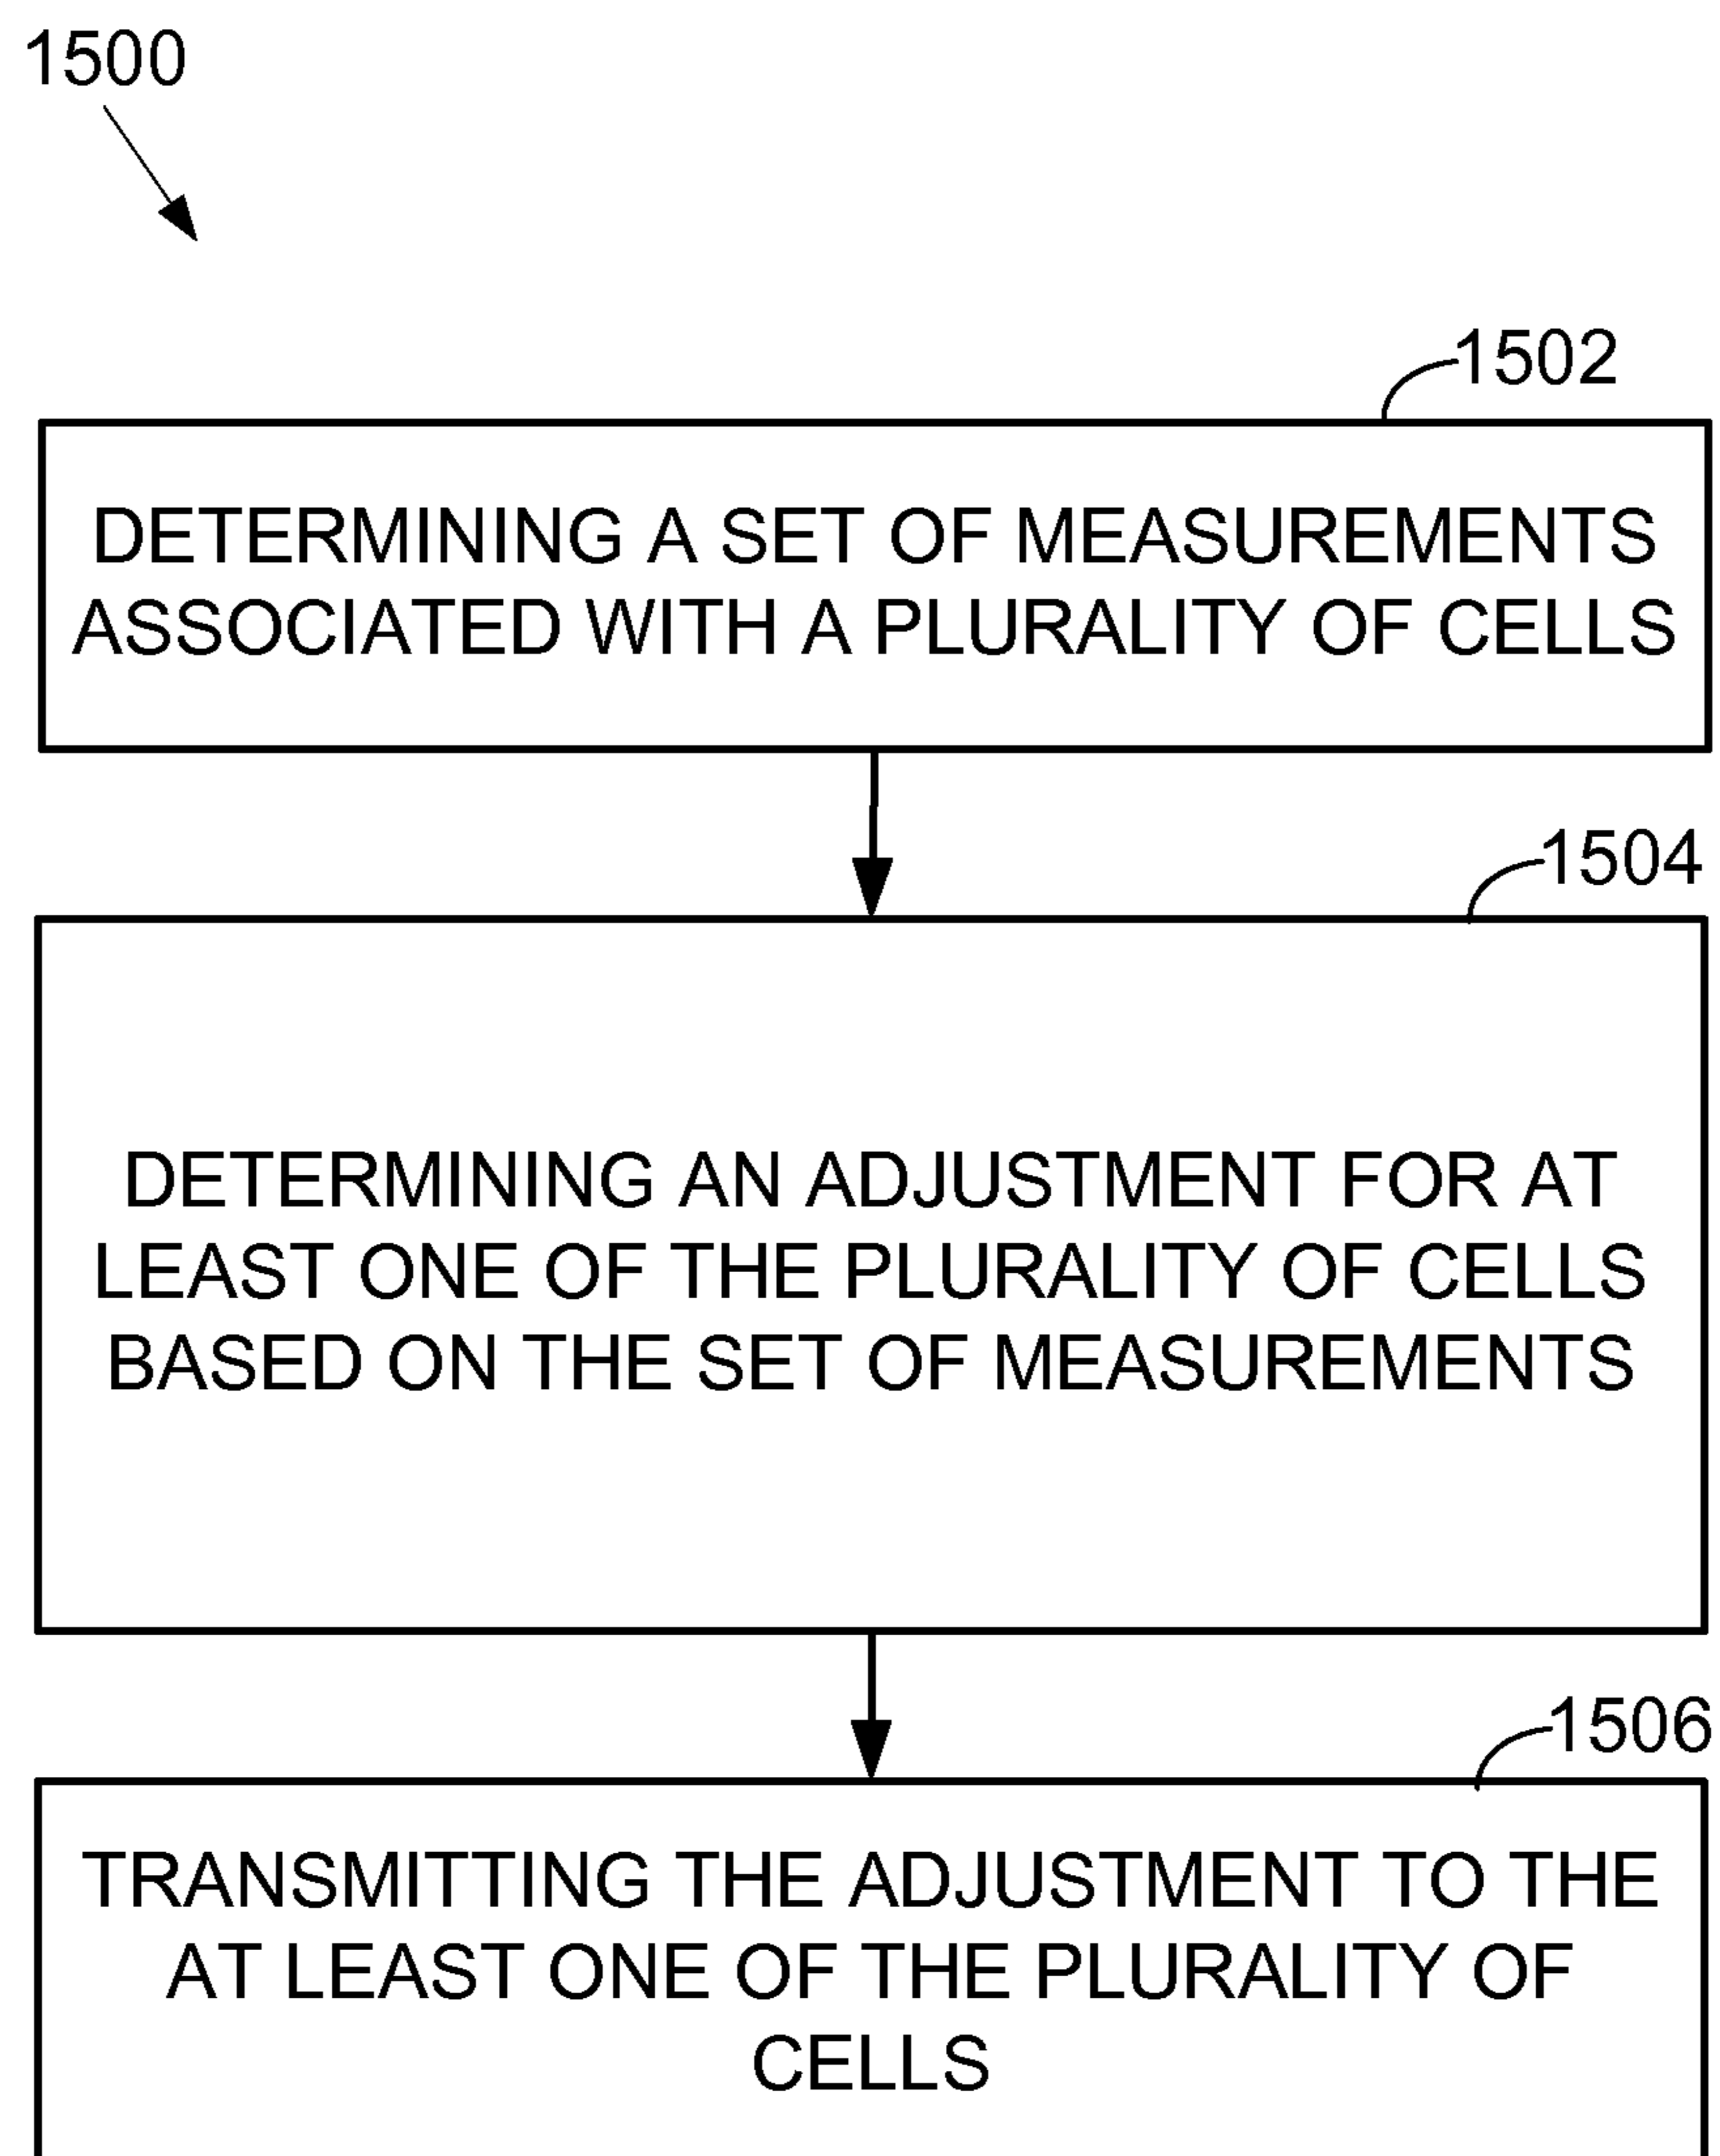 1500
1502
DETERMINING A SET OF MEASUREMENTS
ASSOCIATED WITH A PLURALITY OF CELLS
1504
DETERMINING AN ADJUSTMENT FOR AT
LEAST ONE OF THE PLURALITY OF CELLS
BASED ON THE SET OF MEASUREMENTS
1506
TRANSMITTING THE ADJUSTMENT TO THE
AT LEAST ONE OF THE PLURALITY OF
CELLS